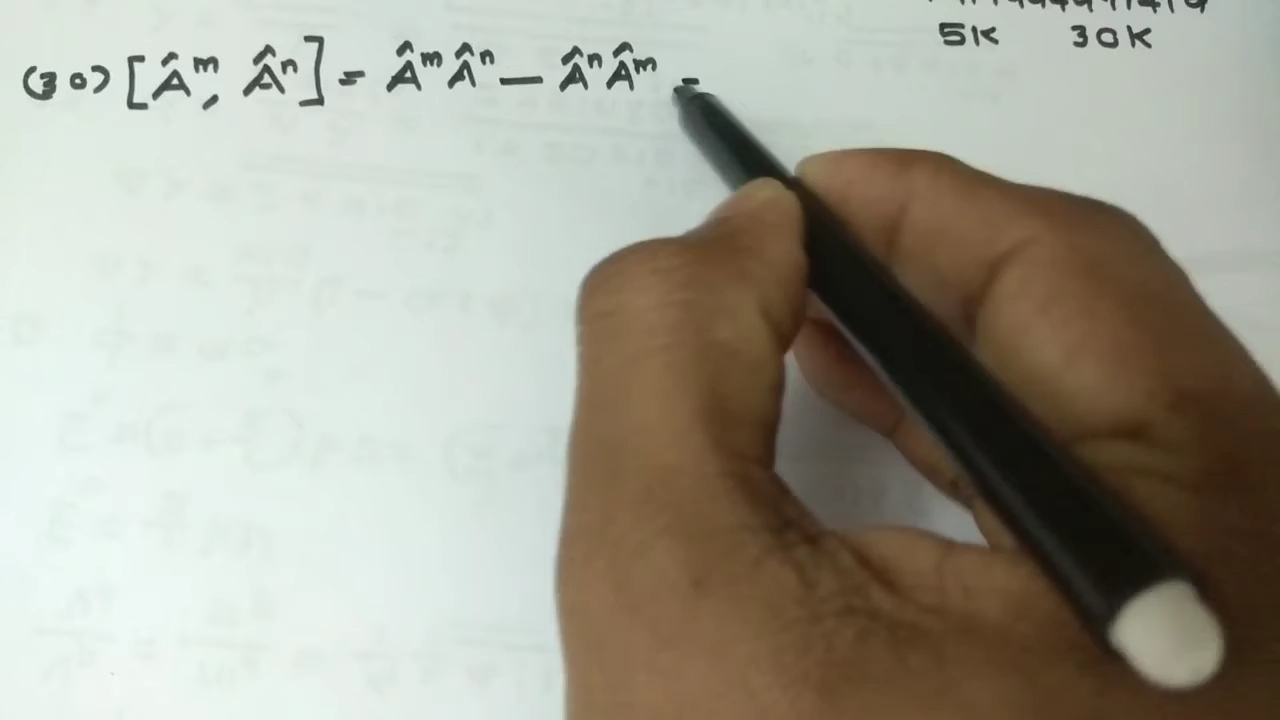 5K 30K
(30) [Â^m, Â^n] = Â^m Â^n — Â^n Â^m =